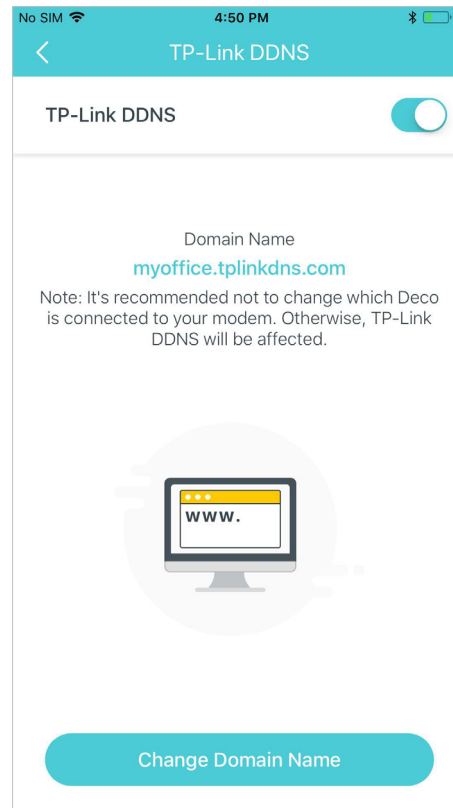 No SIM 4:50 PM
TP-Link DDNS
TP-Link DDNS
Domain Name
myoffice.tplinkdns.com
Note: It's recommended not to change which Deco
is connected to your modem. Otherwise, TP-Link
DDNS will be affected.
www.
Change Domain Name